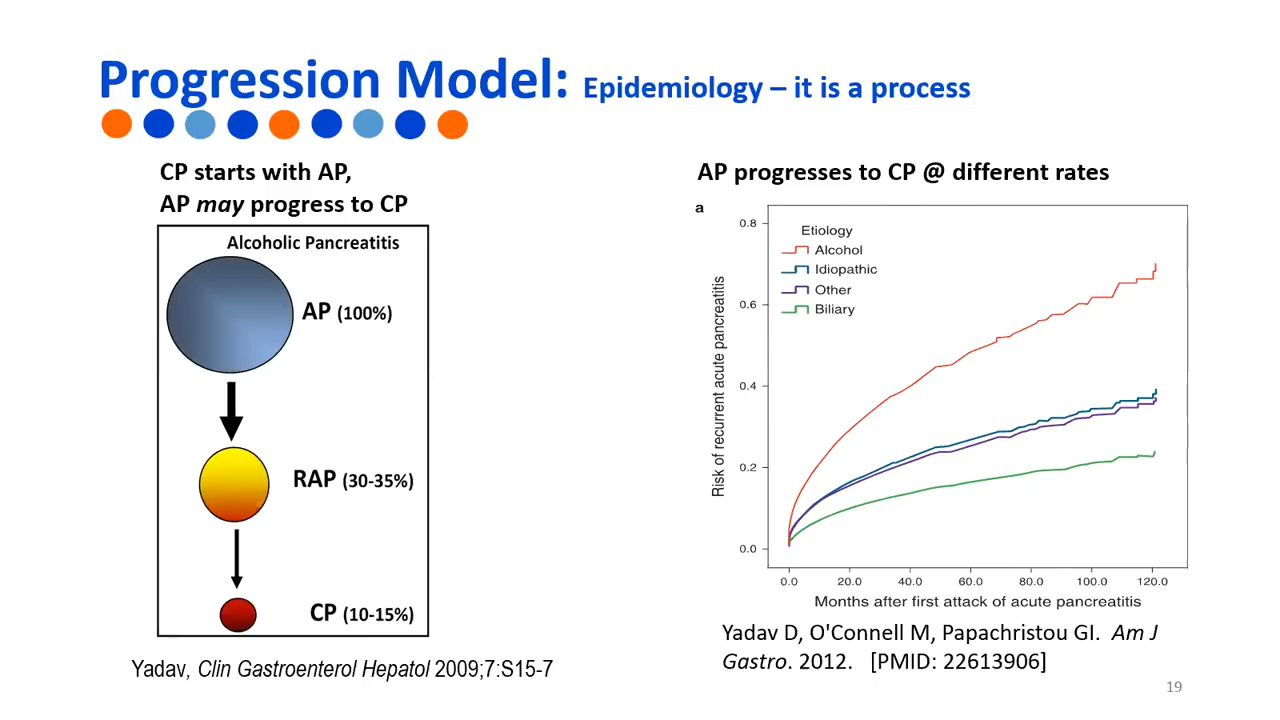 Progression Model: Epidemiology – it is a process
CP starts with AP,
AP may progress to CP
Alcoholic Pancreatitis
AP (100%)
RAP (30-35%)
CP (10-15%)
Yadav, Clin Gastroenterol Hepatol 2009;7:S15-7
AP progresses to CP @ different rates
a
Risk of recurrent acute pancreatitis
0.8
0.6
0.4
0.2
0.0
Etiology
Alcohol
Idiopathic
Other
Biliary
0.0 20.0 40.0 60.0 80.0 100.0 120.0
Months after first attack of acute pancreatitis
Yadav D, O'Connell M, Papachristou GI. Am J
Gastro. 2012. [PMID: 22613906]
19